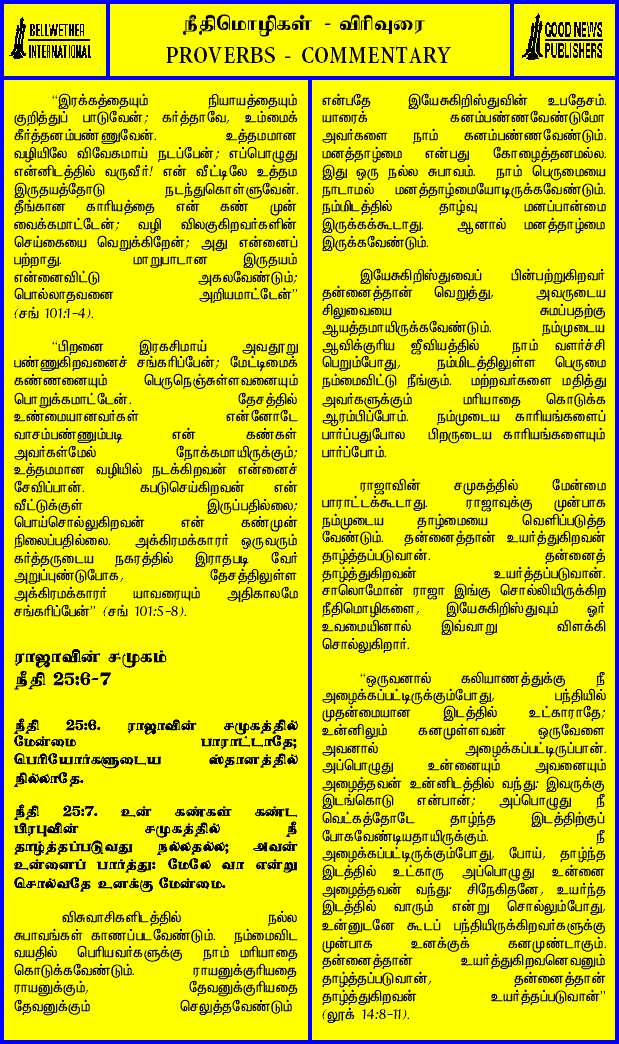 BELLWETHER
INTERNATIONAL
நீதிமொழிகள் - விரிவுரை
PROVERBS - COMMENTARY
GOOD NEWS
PUBLISHERS
“இரக்கத்தையும் நியாயத்தையும்
குறித்துப் பாடுவேன்; கர்த்தாவே, உம்மைக்
கீர்த்தனம்பண்ணுவேன். உத்தமமான
வழியிலே விவேகமாய் நடப்பேன்; எப்பொழுது
என்னிடத்தில் வருவீர்! என் வீட்டிலே உத்தம
இருதயத்தோடு நடந்துகொள்ளுவேன்.
தீங்கான காரியத்தை என் கண் முன்
வைக்கமாட்டேன்; வழி விலகுகிறவர்களின்
செய்கையை வெறுக்கிறேன்; அது என்னைப்
பற்றாது. மாறுபாடான இருதயம்
என்னைவிட்டு அகலவேண்டும்;
பொல்லாதவனை அறியமாட்டேன்”
(சங் 101:1-4).
“பிறனை இரகசிமாய் அவதூறு
பண்ணுகிறவனைச் சங்கரிப்பேன்; மேட்டிமைக்
கண்ணனையும் பெருநெஞ்சுள்ளவனையும்
பொறுக்கமாட்டேன். தேசத்தில்
உண்மையானவர்கள் என்னோடே
வாசம்பண்ணும்படி என் கண்கள்
அவர்கள்மேல் நோக்கமாயிருக்கும்;
உத்தமமான வழியில் நடக்கிறவன் என்னைச்
சேவிப்பான். கபடுசெய்கிறவன் என்
வீட்டுக்குள் இருப்பதில்லை;
பொய்சொல்லுகிறவன் என் கண்முன்
நிலைப்பதில்லை. அக்கிரமக்காரர் ஒருவரும்
கர்த்தருடைய நகரத்தில் இராதபடி வேர்
அறுப்புண்டுபோக, தேசத்திலுள்ள
அக்கிரமக்காரர் யாவரையும் அதிகாலமே
சங்கரிப்பேன்” (சங் 101:5-8).
ராஜாவின் சமுகம்
நீதி 25:6-7
நீதி 25:6. ராஜாவின் சமுகத்தில்
மேன்மை பாராட்டாதே;
பெரியோர்களுடைய ஸ்தானத்தில்
நில்லாதே.
நீதி 25:7. உன் கண்கள் கண்ட
பிரபுவின் சமுகத்தில் நீ
தாழ்த்தப்படுவது நல்லதல்ல; அவன்
உன்னைப் பார்த்து: மேலே வா என்று
சொல்வதே உனக்கு மேன்மை.
விசுவாசிகளிடத்தில் நல்ல
சுபாவங்கள் காணப்படவேண்டும். நம்மைவிட
வயதில் பெரியவர்களுக்கு நாம் மரியாதை
கொடுக்கவேண்டும். ராயனுக்குரியதை
ராயனுக்கும், தேவனுக்குரியதை
தேவனுக்கும் செலுத்தவேண்டும்
என்பதே இயேசுகிறிஸ்துவின் உபதேசம்.
யாரைக் கனம்பண்ணவேண்டுமோ
அவர்களை நாம் கனம்பண்ணவேண்டும்.
மனத்தாழ்மை என்பது கோழைத்தனமல்ல.
இது ஒரு நல்ல சுபாவம். நாம் பெருமையை
நாடாமல் மனத்தாழ்மையோடிருக்கவேண்டும்.
நம்மிடத்தில் தாழ்வு மனப்பான்மை
இருக்கக்கூடாது. ஆனால் மனத்தாழ்மை
இருக்கவேண்டும்.
இயேசுகிறிஸ்துவைப் பின்பற்றுகிறவர்
தன்னைத்தான் வெறுத்து, அவருடைய
சிலுவையை சுமப்பதற்கு
ஆயத்தமாயிருக்கவேண்டும். நம்முடைய
ஆவிக்குரிய ஜீவியத்தில் நாம் வளர்ச்சி
பெறும்போது, நம்மிடத்திலுள்ள பெருமை
நம்மைவிட்டு நீங்கும். மற்றவர்களை மதித்து
அவர்களுக்கும் மரியாதை கொடுக்க
ஆரம்பிப்போம். நம்முடைய காரியங்களைப்
பார்ப்பதுபோல பிறருடைய காரியங்களையும்
பார்ப்போம்.
ராஜாவின் சமுகத்தில் மேன்மை
பாராட்டக்கூடாது. ராஜாவுக்கு முன்பாக
நம்முடைய தாழ்மையை வெளிப்படுத்த
வேண்டும். தன்னைத்தான் உயர்த்துகிறவன்
தாழ்த்தப்படுவான். தன்னைத்
தாழ்த்துகிறவன் உயர்த்தப்படுவான்.
சாலொமோன் ராஜா இங்கு சொல்லியிருக்கிற
நீதிமொழிகளை, இயேசுகிறிஸ்துவும் ஓர்
உவமையினால் இவ்வாறு விளக்கி
சொல்லுகிறார்.
“ஒருவனால் கலியாணத்துக்கு நீ
அழைக்கப்பட்டிருக்கும்போது, பந்தியில்
முதன்மையான இடத்தில் உட்காராதே;
உன்னிலும் கனமுள்ளவன் ஒருவேளை
அவனால் அழைக்கப்பட்டிருப்பான்.
அப்பொழுது உன்னையும் அவனையும்
அழைத்தவன் உன்னிடத்தில் வந்து: இவருக்கு
இடங்கொடு என்பான்; அப்பொழுது நீ
வெட்கத்தோடே தாழ்ந்த இடத்திற்குப்
போகவேண்டியதாயிருக்கும். நீ
அழைக்கப்பட்டிருக்கும்போது, போய், தாழ்ந்த
இடத்தில் உட்காரு அப்பொழுது உன்னை
அழைத்தவன் வந்து: சிநேகிதனே, உயர்ந்த
இடத்தில் வாரும் என்று சொல்லும்போது,
உன்னுடனே கூடப் பந்தியிருக்கிறவர்களுக்கு
முன்பாக உனக்குக் கனமுண்டாகும்.
தன்னைத்தான் உயர்த்துகிறவனெவனும்
தாழ்த்தப்படுவான், தன்னைத்தான்
தாழ்த்துகிறவன் உயர்த்தப்படுவான்”
(லூக் 14:8-11).